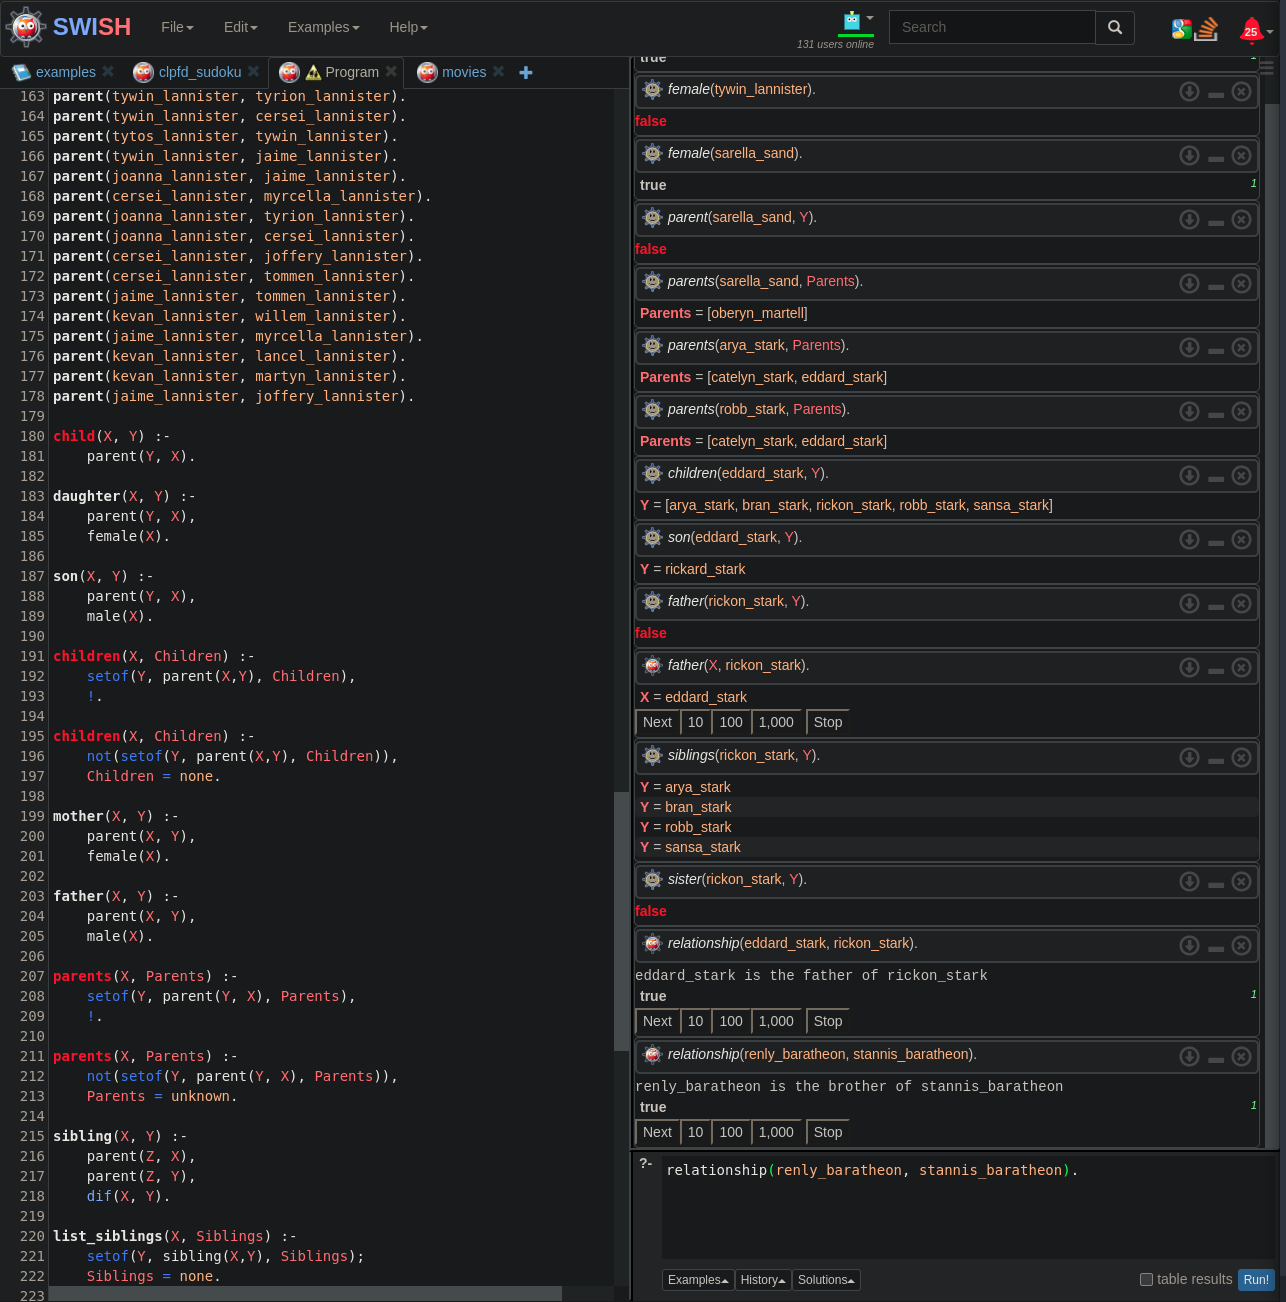 SWISH File Edit Examples Help 131 users online Search 25
examples clpfd_sudoku Program movies
163 parent(tywin_lannister, tyrion_lannister).
164 parent(tywin_lannister, cersei_lannister).
165 parent(tytos_lannister, tywin_lannister).
166 parent(tywin_lannister, jaime_lannister).
167 parent(joanna_lannister, jaime_lannister).
168 parent(cersei_lannister, myrcella_lannister).
169 parent(joanna_lannister, tyrion_lannister).
170 parent(joanna_lannister, cersei_lannister).
171 parent(cersei_lannister, joffery_lannister).
172 parent(cersei_lannister, tommen_lannister).
173 parent(jaime_lannister, tommen_lannister).
174 parent(kevan_lannister, willem_lannister).
175 parent(jaime_lannister, myrcella_lannister).
176 parent(kevan_lannister, lancel_lannister).
177 parent(kevan_lannister, martyn_lannister).
178 parent(jaime_lannister, joffery_lannister).
179
180 child(X, Y) :-
181 parent(Y, X).
182
183 daughter(X, Y) :-
184 parent(Y, X),
185 female(X).
186
187 son(X, Y) :-
188 parent(Y, X),
189 male(X).
190
191 children(X, Children) :-
192 setof(Y, parent(X,Y), Children),
193 !.
194
195 children(X, Children) :-
196 not(setof(Y, parent(X,Y), Children)),
197 Children = none.
198
199 mother(X, Y) :-
200 parent(X, Y),
201 female(X).
202
203 father(X, Y) :-
204 parent(X, Y),
205 male(X).
206
207 parents(X, Parents) :-
208 setof(Y, parent(Y, X), Parents),
209 !.
210
211 parents(X, Parents) :-
212 not(setof(Y, parent(Y, X), Parents)),
213 Parents = unknown.
214
215 sibling(X, Y) :-
216 parent(Z, X),
217 parent(Z, Y),
218 dif(X, Y).
219
220 list_siblings(X, Siblings) :-
221 setof(Y, sibling(X,Y), Siblings);
222 Siblings = none.
223
true 1
female(tywin_lannister).
false
female(sarella_sand).
true 1
parent(sarella_sand, Y).
false
parents(sarella_sand, Parents).
Parents = [oberyn_martell]
parents(arya_stark, Parents).
Parents = [catelyn_stark, eddard_stark]
parents(robb_stark, Parents).
Parents = [catelyn_stark, eddard_stark]
children(eddard_stark, Y).
Y = [arya_stark, bran_stark, rickon_stark, robb_stark, sansa_stark]
son(eddard_stark, Y).
Y = rickard_stark
father(rickon_stark, Y).
false
father(X, rickon_stark).
X = eddard_stark
Next 10 100 1,000 Stop
siblings(rickon_stark, Y).
Y = arya_stark
Y = bran_stark
Y = robb_stark
Y = sansa_stark
sister(rickon_stark, Y).
false
relationship(eddard_stark, rickon_stark).
eddard_stark is the father of rickon_stark
true 1
Next 10 100 1,000 Stop
relationship(renly_baratheon, stannis_baratheon).
renly_baratheon is the brother of stannis_baratheon
true 1
Next 10 100 1,000 Stop
?- relationship(renly_baratheon, stannis_baratheon).
Examples History Solutions table results Run!